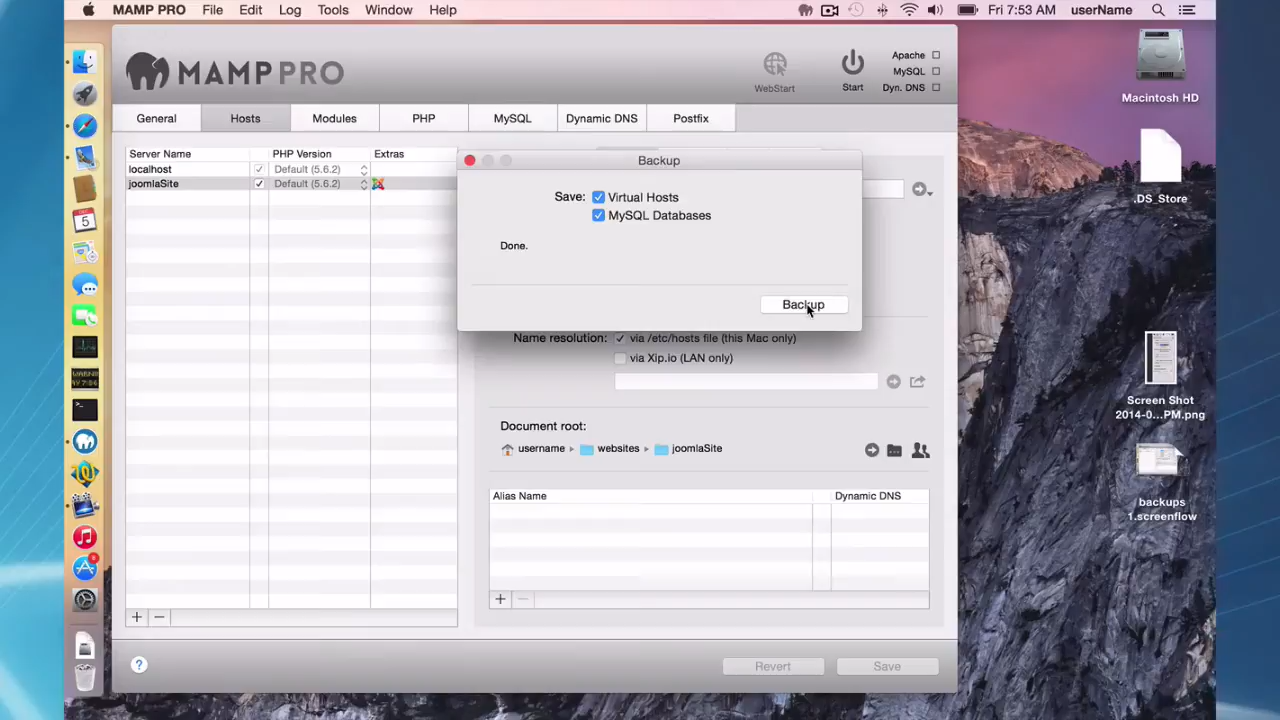 MAMP PRO File Edit Log Tools Window Help Fri 7:53 AM userName
MAMP PRO
WebStart
Start
Apache
MySQL
Dyn. DNS
General Hosts Modules PHP MySQL Dynamic DNS Postfix
Server Name PHP Version Extras
localhost Default (5.6.2)
joomlaSite Default (5.6.2)
Backup
Save: Virtual Hosts
MySQL Databases
Done.
Backup
Name resolution: via /etc/hosts file (this Mac only)
via Xip.io (LAN only)
Document root:
username websites joomlaSite
Alias Name Dynamic DNS
+ −
+ −
? Revert Save
Macintosh HD
.DS_Store
Screen Shot
2014-0...PM.png
backups
1.screenflow